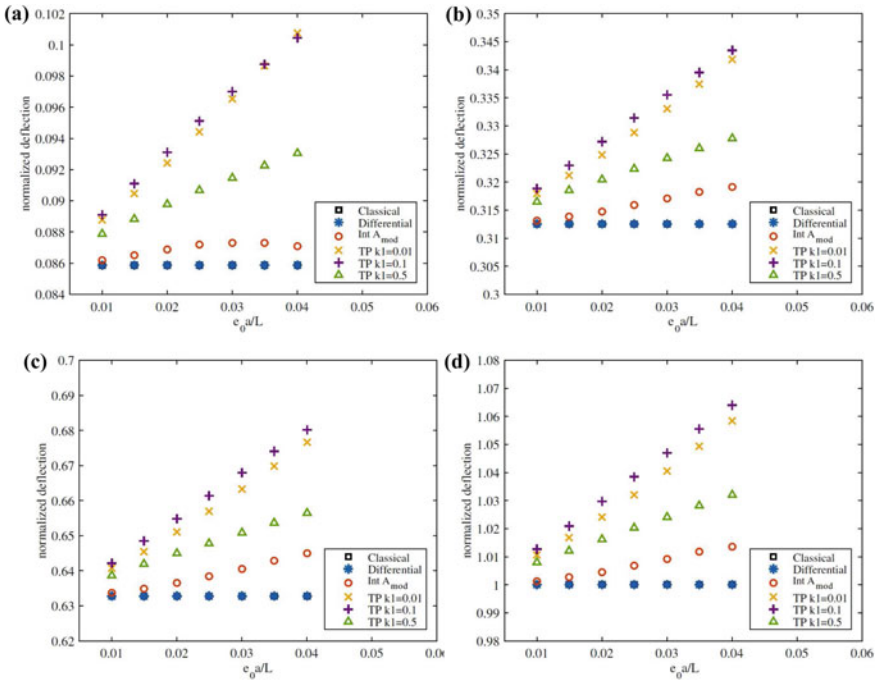 (a)
0.102
0.1
0.098
0.096
0.094
0.092
0.09
0.088
0.086
0.084
normalized deflection
0.01 0.02 0.03 0.04 0.05 0.06
e₀a/L
Classical
Differential
Int A_mod
TP k1=0.01
TP k1=0.1
TP k1=0.5
(b)
0.35
0.345
0.34
0.335
0.33
0.325
0.32
0.315
0.31
0.305
0.3
normalized deflection
0.01 0.02 0.03 0.04 0.05 0.06
e₀a/L
Classical
Differential
Int A_mod
TP k1=0.01
TP k1=0.1
TP k1=0.5
(c)
0.7
0.69
0.68
0.67
0.66
0.65
0.64
0.63
0.62
normalized deflection
0.01 0.02 0.03 0.04 0.05 0.0
e₀a/L
Classical
Differential
Int A_mod
TP k1=0.01
TP k1=0.1
TP k1=0.5
(d)
1.08
1.07
1.06
1.05
1.04
1.03
1.02
1.01
1
0.99
0.98
normalized deflection
0.01 0.02 0.03 0.04 0.05 0.06
e₀a/L
Classical
Differential
Int A_mod
TP k1=0.01
TP k1=0.1
TP k1=0.5